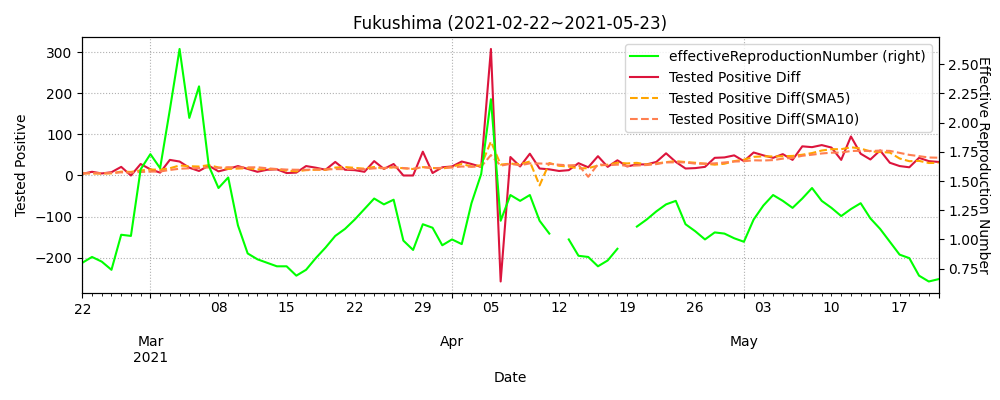 Fukushima (2021-02-22~2021-05-23)
effectiveReproductionNumber (right)
Tested Positive Diff
Tested Positive Diff(SMA5)
Tested Positive Diff(SMA10)
Tested Positive
300
200
100
0
−100
−200
2.50
2.25
2.00
1.75
1.50
1.25
1.00
0.75
Effective Reproduction Number
22 08 15 22 29 05 12 19 26 03 10 17
Mar Apr May
2021
Date